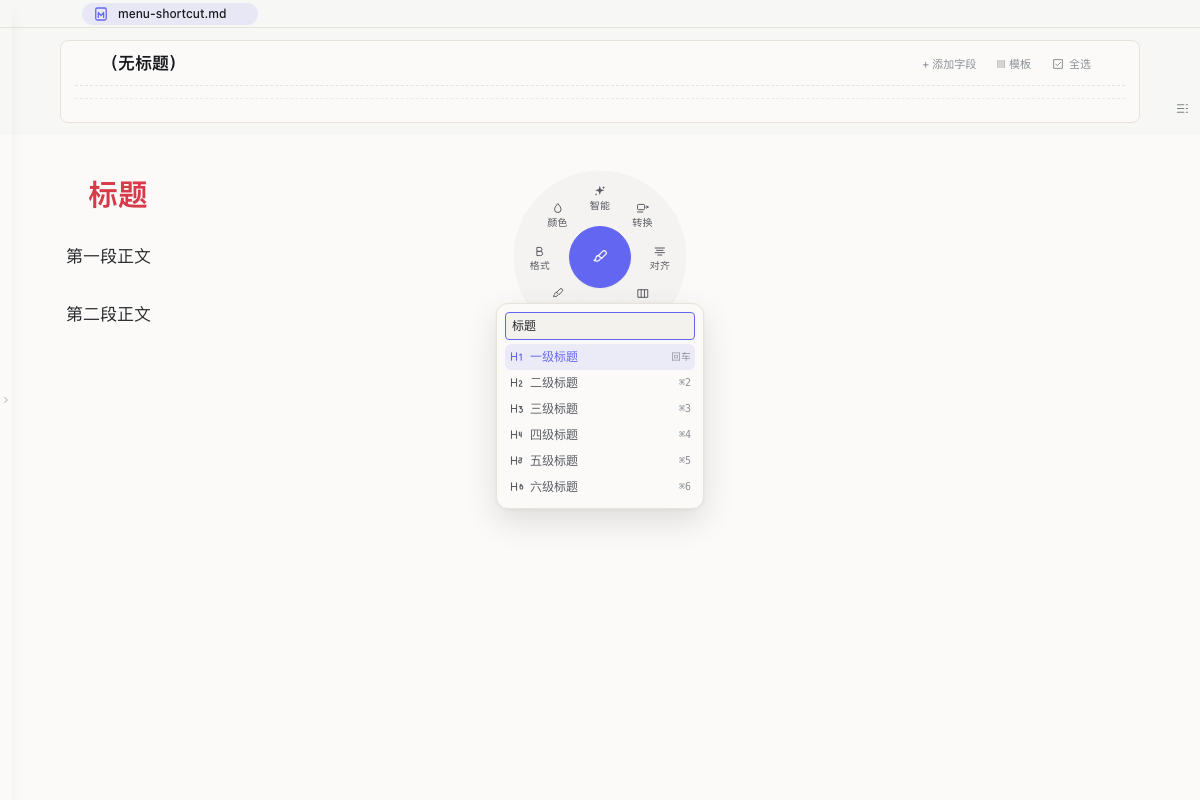 menu-shortcut.md
(无标题)
+ 添加字段 模板 全选
标题
第一段正文
第二段正文
智能
颜色
转换
B
格式
对齐
标题
H1 一级标题 回车
H2 二级标题 ⌘2
H3 三级标题 ⌘3
H4 四级标题 ⌘4
H5 五级标题 ⌘5
H6 六级标题 ⌘6